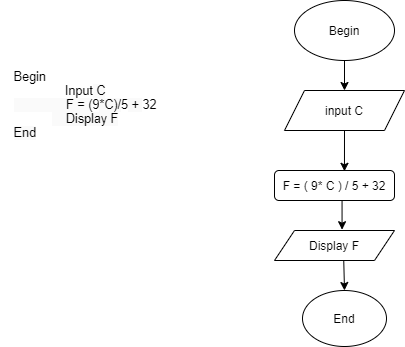 Begin
Input C
F = (9*C)/5 + 32
Display F
End
Begin
input C
F = ( 9* C ) / 5 + 32
Display F
End